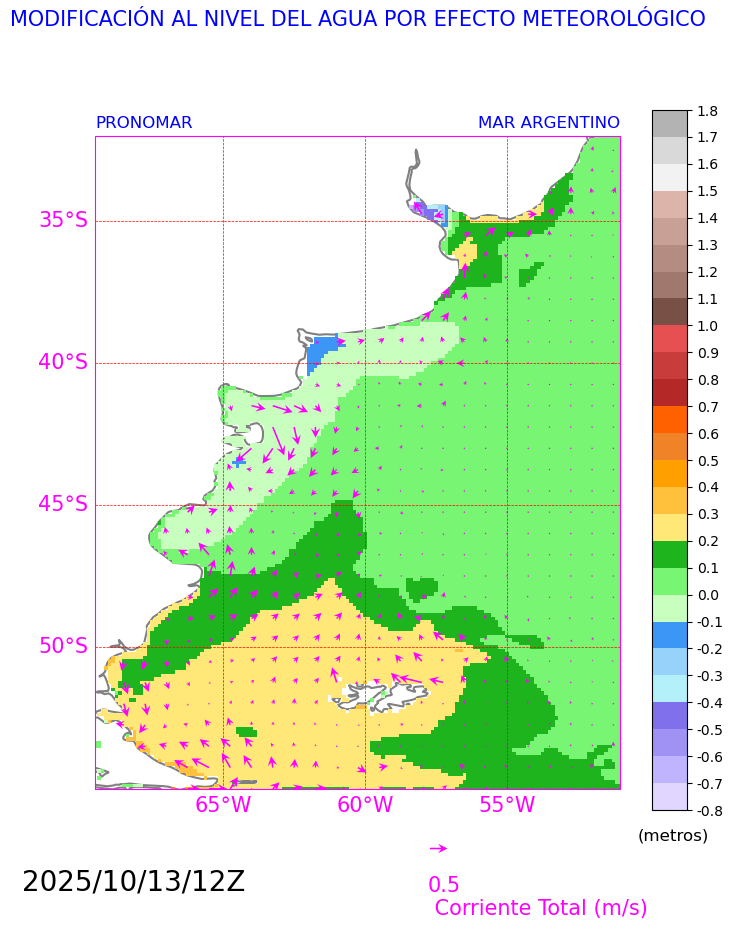 MODIFICACIÓN AL NIVEL DEL AGUA POR EFECTO METEOROLÓGICO
PRONOMAR
MAR ARGENTINO
35°S
40°S
45°S
50°S
65°W
60°W
55°W
1.8
1.7
1.6
1.5
1.4
1.3
1.2
1.1
1.0
0.9
0.8
0.7
0.6
0.5
0.4
0.3
0.2
0.1
0.0
-0.1
-0.2
-0.3
-0.4
-0.5
-0.6
-0.7
-0.8
(metros)
2025/10/13/12Z
0.5
Corriente Total (m/s)